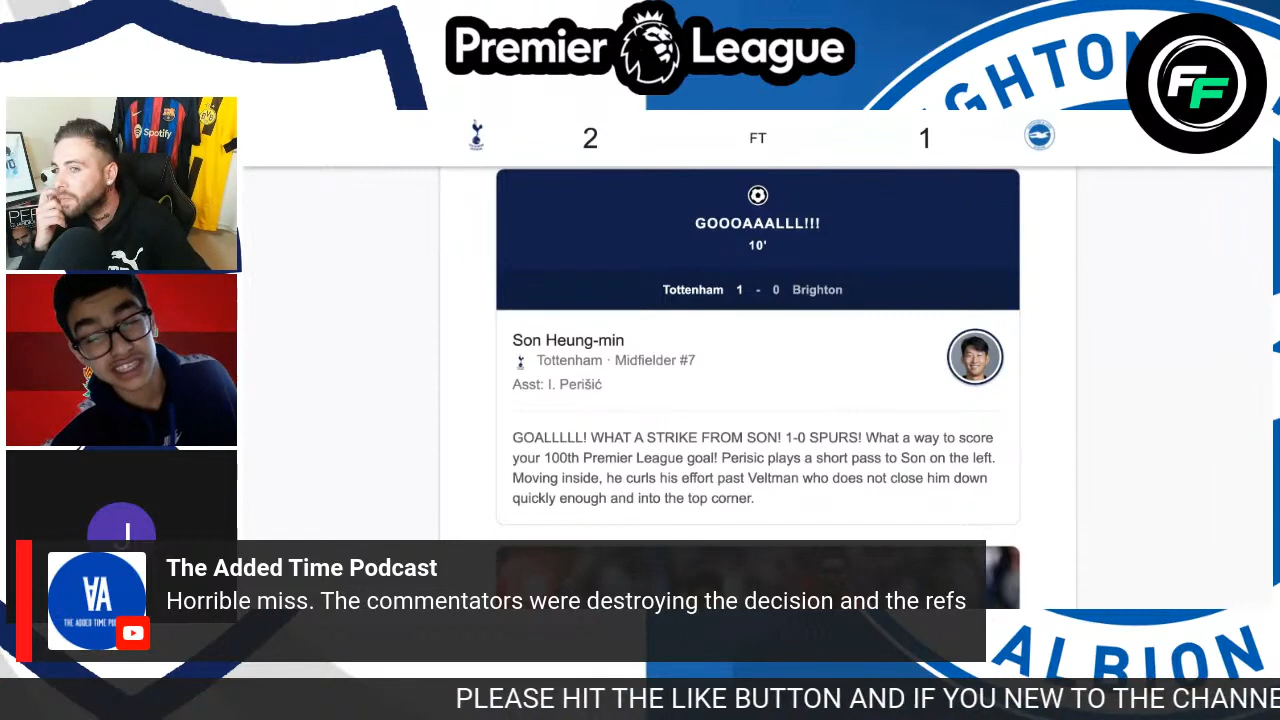 Premier League
GHTON
FF
2 FT 1
Spotify
GOOOAAALLL!!!
10'
Tottenham 1 - 0 Brighton
Son Heung-min
Tottenham · Midfielder #7
Asst: I. Perišić
GOALLLLL! WHAT A STRIKE FROM SON! 1-0 SPURS! What a way to score
your 100th Premier League goal! Perisic plays a short pass to Son on the left.
Moving inside, he curls his effort past Veltman who does not close him down
quickly enough and into the top corner.
J
The Added Time Podcast
Horrible miss. The commentators were destroying the decision and the refs
ALBION
PLEASE HIT THE LIKE BUTTON AND IF YOU NEW TO THE CHANNE